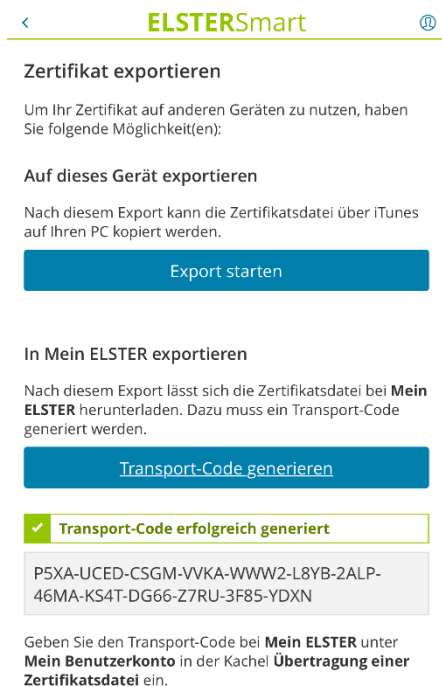 ELSTERSmart
Zertifikat exportieren
Um Ihr Zertifikat auf anderen Geräten zu nutzen, haben
Sie folgende Möglichkeit(en):
Auf dieses Gerät exportieren
Nach diesem Export kann die Zertifikatsdatei über iTunes
auf Ihren PC kopiert werden.
Export starten
In Mein ELSTER exportieren
Nach diesem Export lässt sich die Zertifikatsdatei bei Mein
ELSTER herunterladen. Dazu muss ein Transport-Code
generiert werden.
Transport-Code generieren
Transport-Code erfolgreich generiert
P5XA-UCED-CSGM-VVKA-WWW2-L8YB-2ALP-
46MA-KS4T-DG66-Z7RU-3F85-YDXN
Geben Sie den Transport-Code bei Mein ELSTER unter
Mein Benutzerkonto in der Kachel Übertragung einer
Zertifikatsdatei ein.